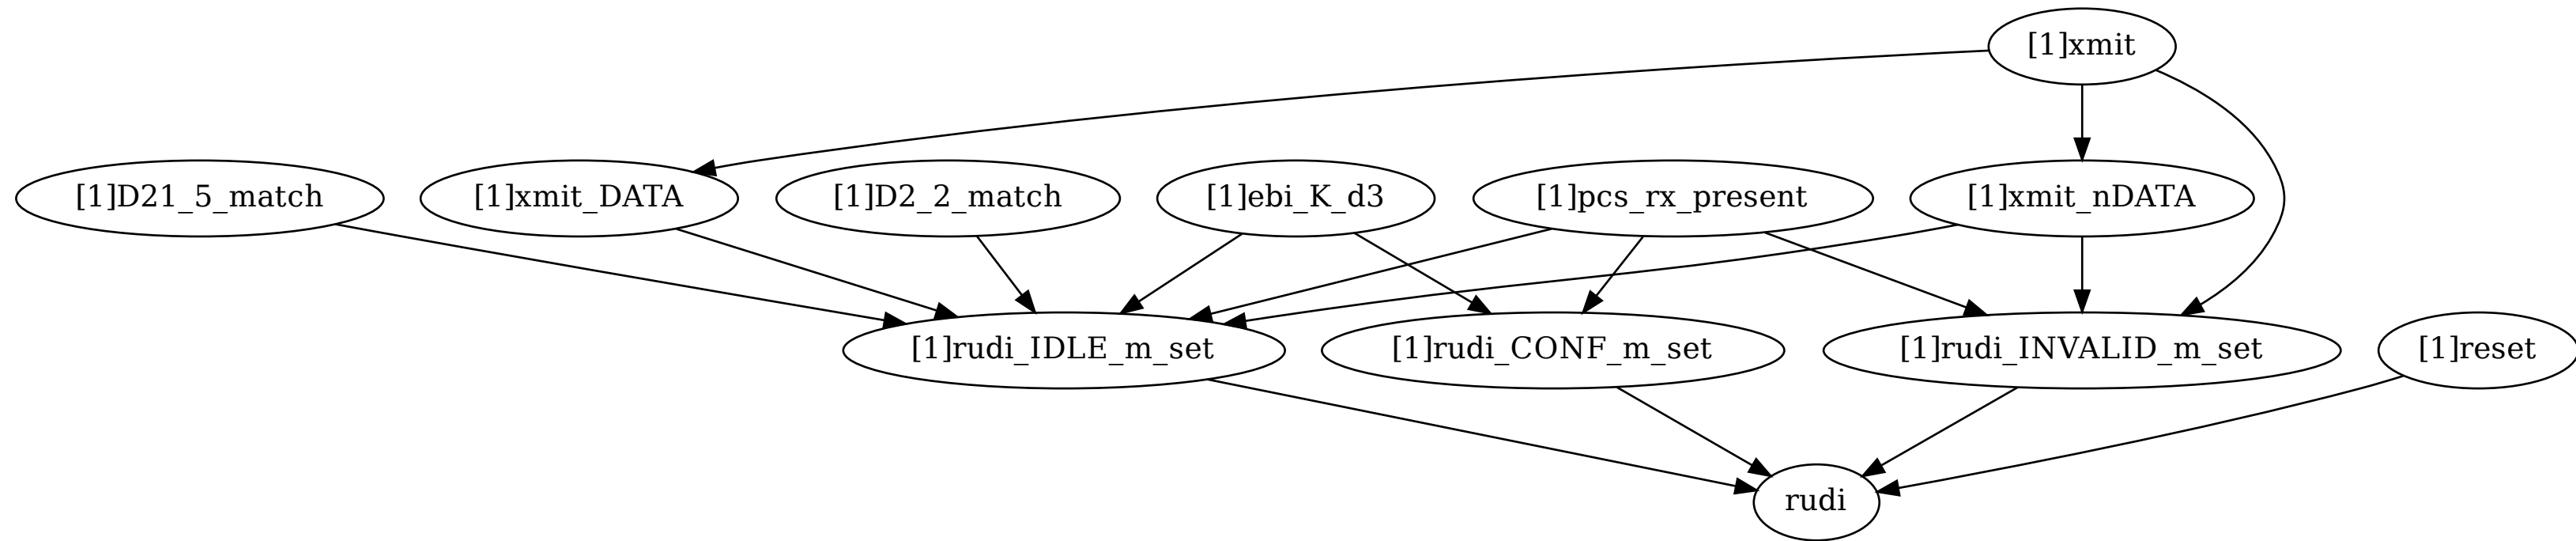 [1]xmit
[1]D21_5_match
[1]xmit_DATA
[1]D2_2_match
[1]ebi_K_d3
[1]pcs_rx_present
[1]xmit_nDATA
[1]rudi_IDLE_m_set
[1]rudi_CONF_m_set
[1]rudi_INVALID_m_set
[1]reset
rudi